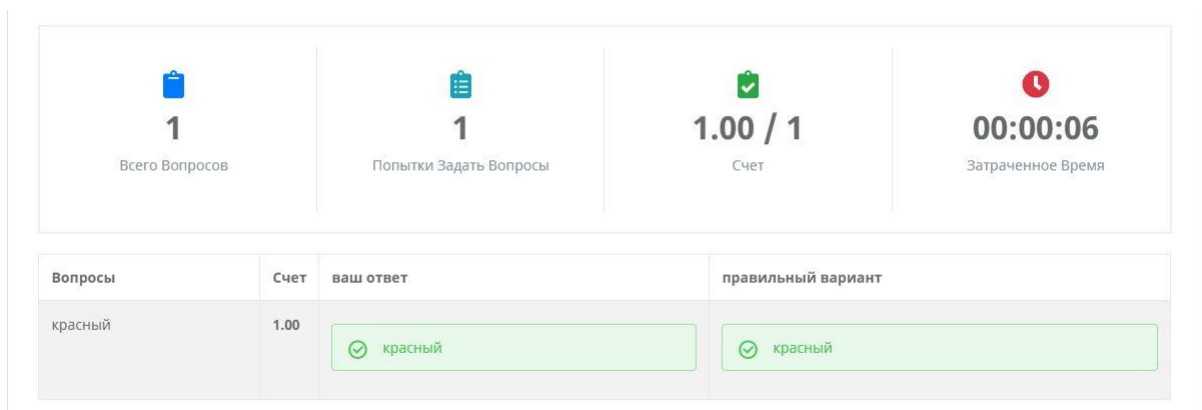 1
Всего Вопросов
1
Попытки Задать Вопросы
1.00 / 1
Счет
00:00:06
Затраченное Время
Вопросы Счет ваш ответ правильный вариант
красный 1.00
красный красный